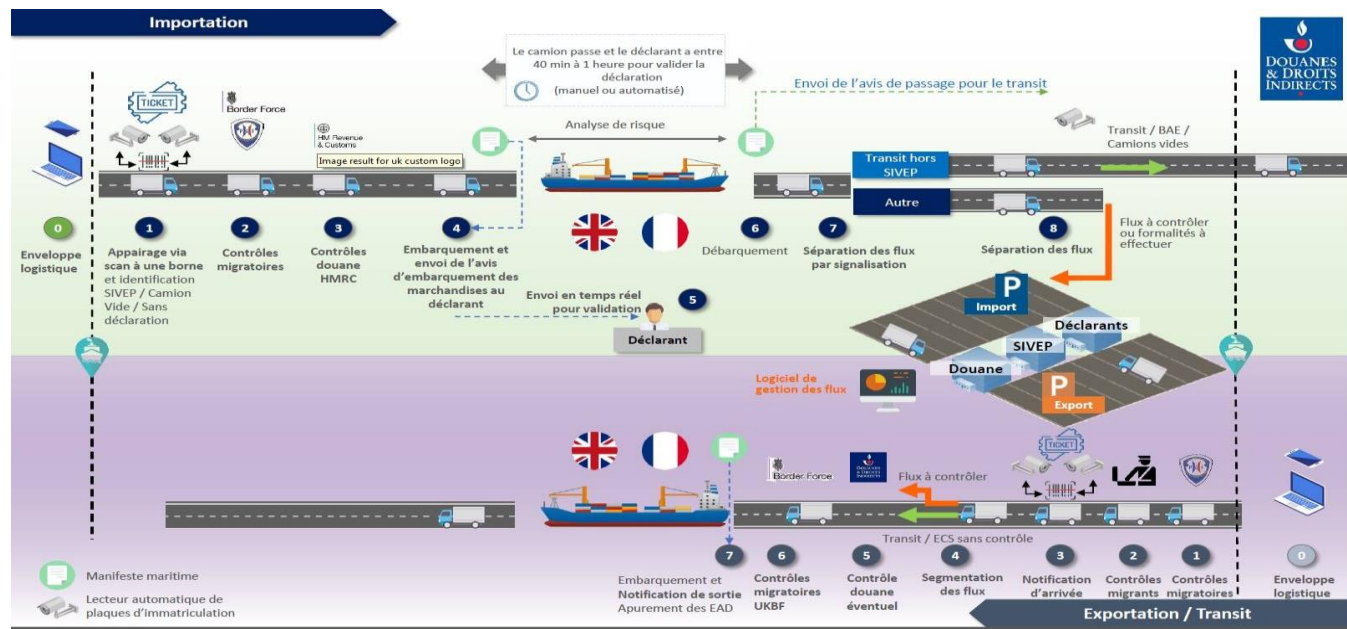 Importation
DOUANES
& DROITS
INDIRECTS
Le camion passe et le déclarant a entre
40 min à 1 heure pour valider la
déclaration
(manuel ou automatisé)
Envoi de l'avis de passage pour le transit
TICKET
Border Force
HM Revenue
& Customs
Image result for uk custom logo
Analyse de risque
Transit / BAE /
Camions vides
Transit hors
SIVEP
Autre
0
Enveloppe
logistique
1
Appairage via
scan à une borne
et identification
SIVEP / Camion
Vide / Sans
déclaration
2
Contrôles
migratoires
3
Contrôles
douane
HMRC
4
Embarquement et
envoi de l'avis
d'embarquement des
marchandises au
déclarant
5
Envoi en temps réel
pour validation
Déclarant
6
Débarquement
7
Séparation des flux
par signalisation
8
Séparation des flux
Flux à contrôler
ou formalités à
effectuer
P
Import
Déclarants
SIVEP
Douane
P
Export
Logiciel de
gestion des flux
TICKET
Border Force
DOUANES
& DROITS
INDIRECTS
Flux à contrôler
Transit / ECS sans contrôle
7
Embarquement et
Notification de sortie
Apurement des EAD
6
Contrôles
migratoires
UKBF
5
Contrôle
douane
éventuel
4
Segmentation
des flux
3
Notification
d'arrivée
2
Contrôles
migrants
1
Contrôles
migratoires
0
Enveloppe
logistique
Manifeste maritime
Lecteur automatique de
plaques d'immatriculation
Exportation / Transit